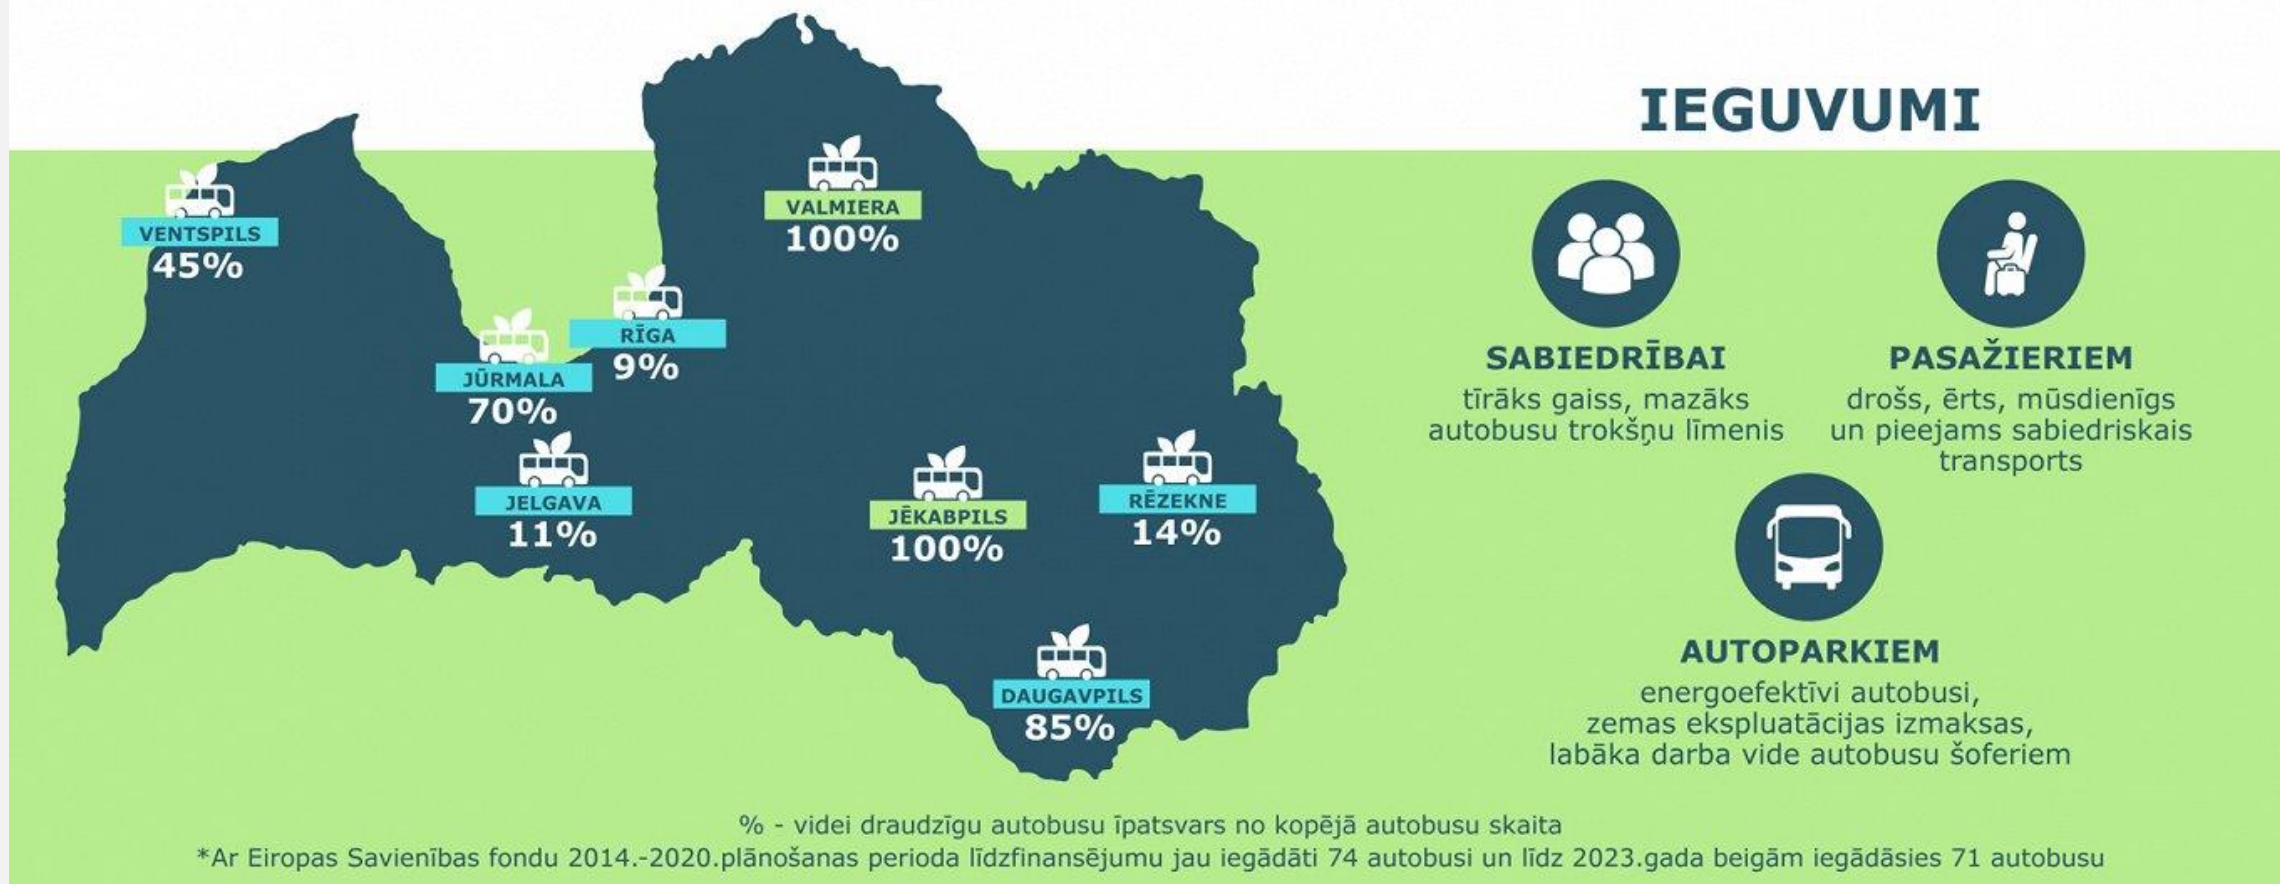 IEGUVUMI
VALMIERA
100%
VENTSPILS
45%
RĪGA
9%
JŪRMALA
70%
JELGAVA
11%
JĒKABPILS
100%
RĒZEKNE
14%
DAUGAVPILS
85%
SABIEDRĪBAI
tīrāks gaiss, mazāks
autobusu trokšņu līmenis
PASAŽIERIEM
drošs, ērts, mūsdienīgs
un pieejams sabiedriskais
transports
AUTOPARKIEM
energoefektīvi autobusi,
zemas ekspluatācijas izmaksas,
labāka darba vide autobusu šoferiem
% - videi draudzīgu autobusu īpatsvars no kopējā autobusu skaita
*Ar Eiropas Savienības fondu 2014.-2020.plānošanas perioda līdzfinansējumu jau iegādāti 74 autobusi un līdz 2023.gada beigām iegādāsies 71 autobusu